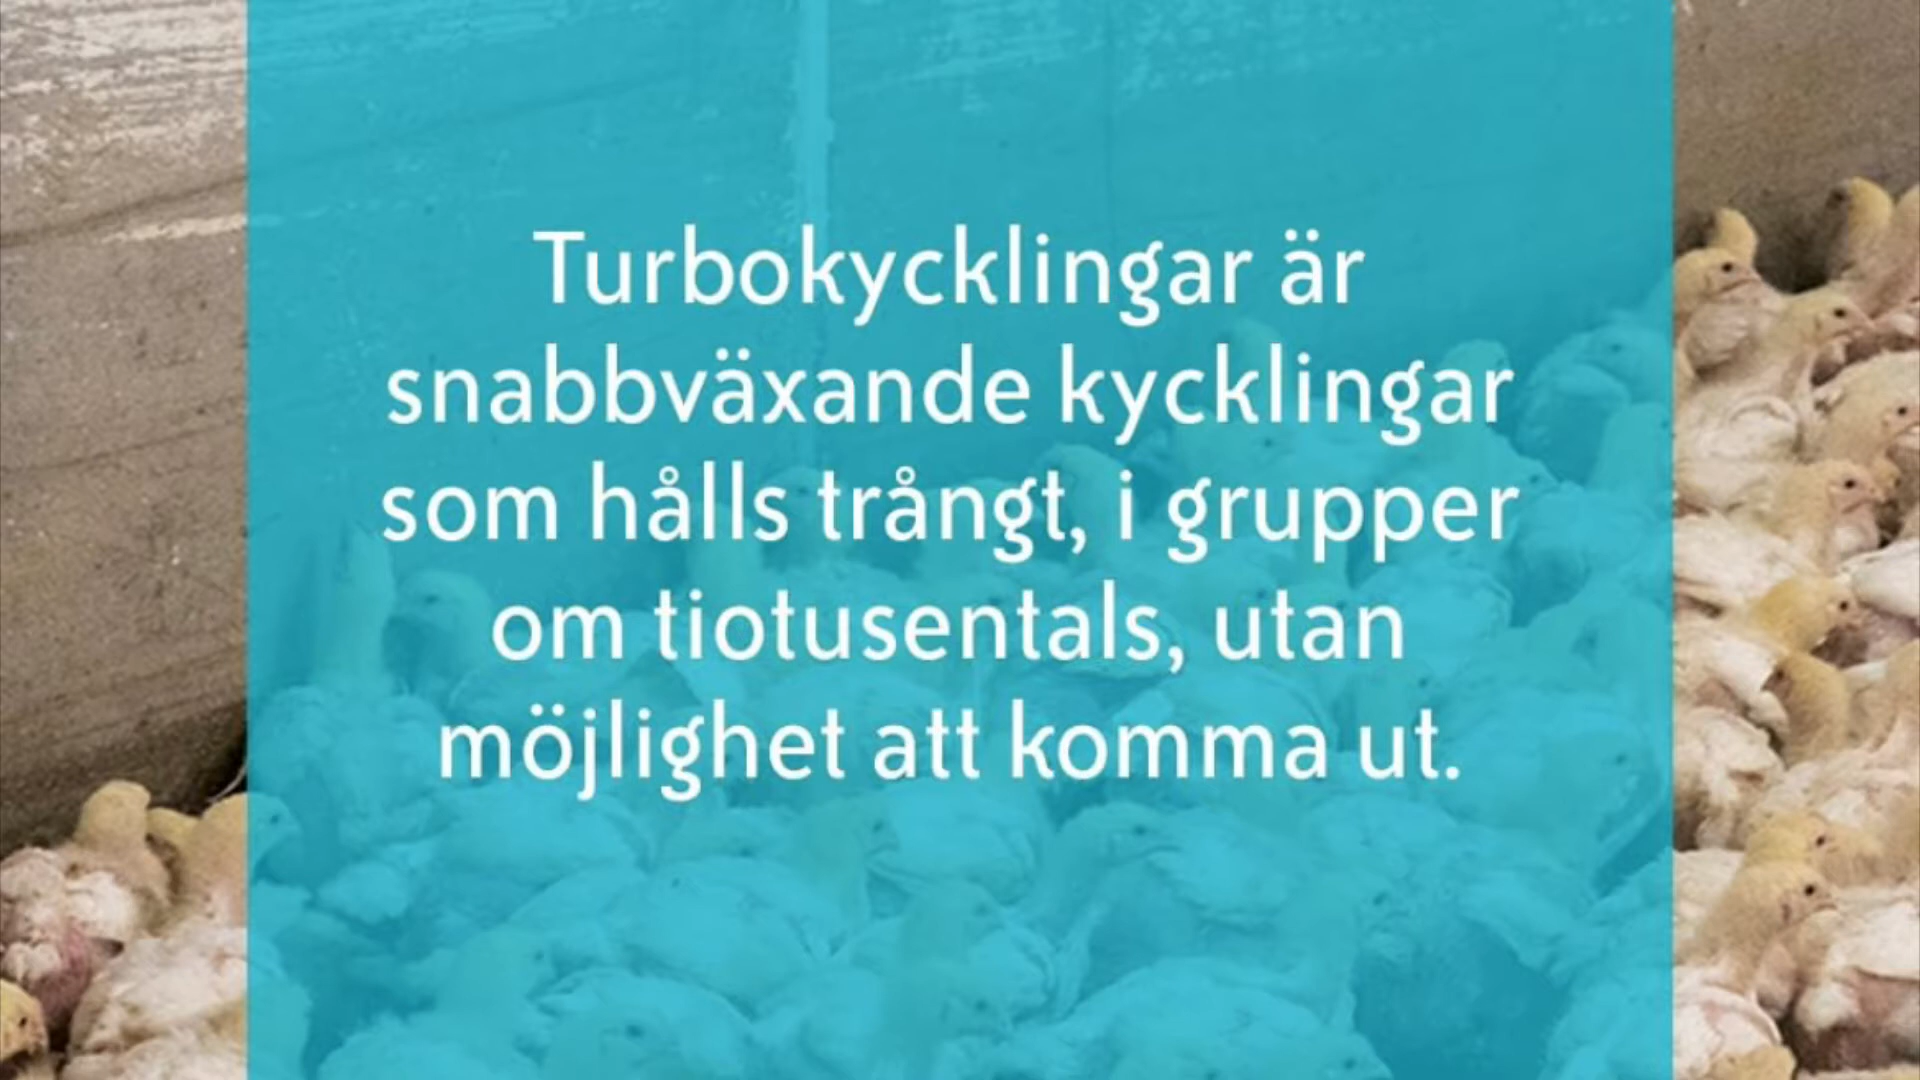 Turbokycklingar är
snabbväxande kycklingar
som hålls trångt, i grupper
om tiotusentals, utan
möjlighet att komma ut.